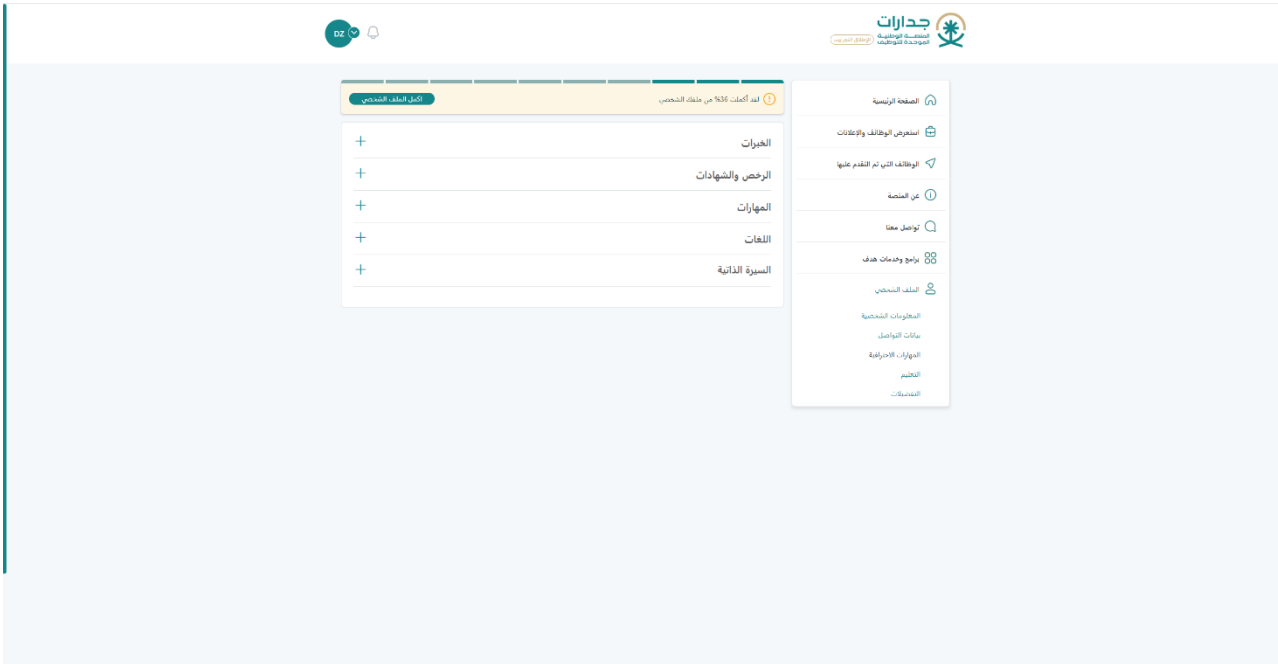 جدارات
المنصــة الوطنيــة
الموحدة للتوظيف
DZ
الصفحة الرئيسية
استعرض الوظائف والإعلانات
الوظائف التي تم التقدم عليها
عن المنصة
تواصل معنا
برامج وخدمات هدف
الملف الشخصي
المعلومات الشخصية
بيانات التواصل
المهارات الاحترافية
التعليم
التفضيلات
لقد أكملت 36% من ملفك الشخصي
اكمل الملف الشخصي
الخبرات
الرخص والشهادات
المهارات
اللغات
السيرة الذاتية